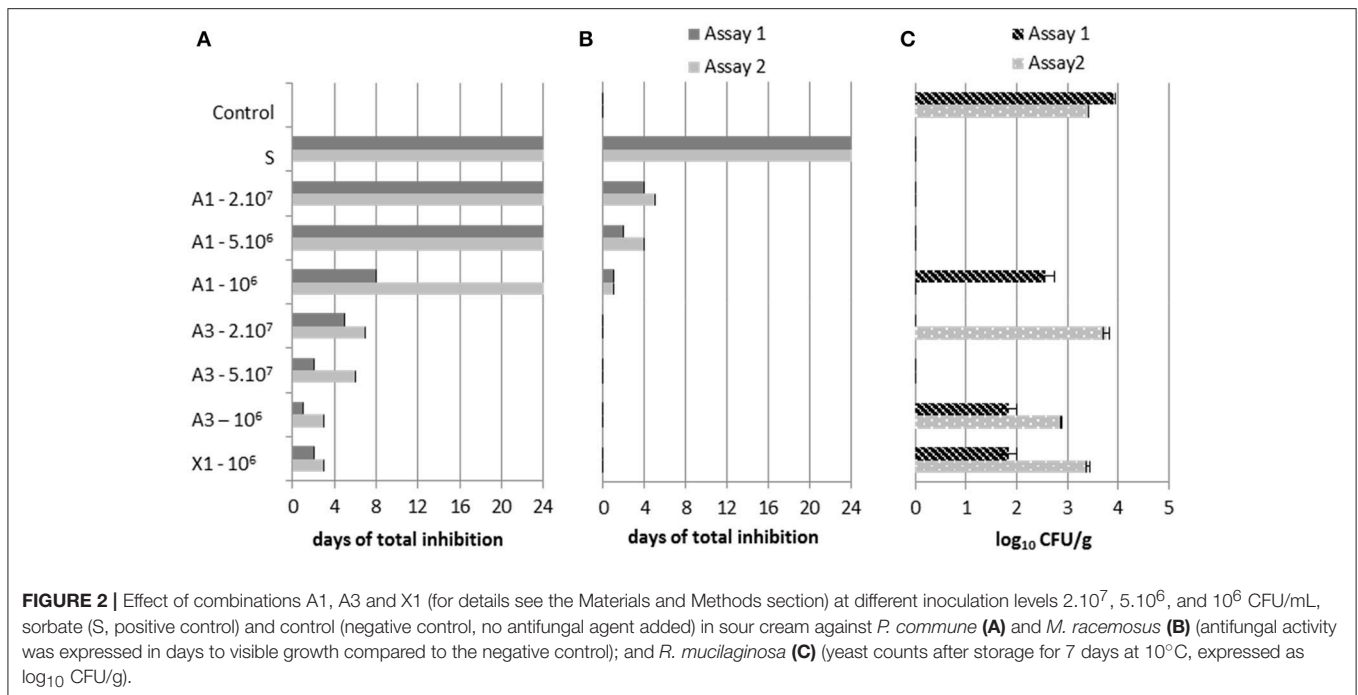 A
B
C
Assay 1
Assay 2
Assay 1
Assay2
Control
S
A1 - 2.10⁷
A1 - 5.10⁶
A1 - 10⁶
A3 - 2.10⁷
A3 - 5.10⁷
A3 – 10⁶
X1 - 10⁶
0 4 8 12 16 20 24
0 4 8 12 16 20 24
0 1 2 3 4 5
days of total inhibition
days of total inhibition
log₁₀ CFU/g
FIGURE 2 | Effect of combinations A1, A3 and X1 (for details see the Materials and Methods section) at different inoculation levels 2.10⁷, 5.10⁶, and 10⁶ CFU/mL,
sorbate (S, positive control) and control (negative control, no antifungal agent added) in sour cream against P. commune (A) and M. racemosus (B) (antifungal activity
was expressed in days to visible growth compared to the negative control); and R. mucilaginosa (C) (yeast counts after storage for 7 days at 10°C, expressed as
log₁₀ CFU/g).